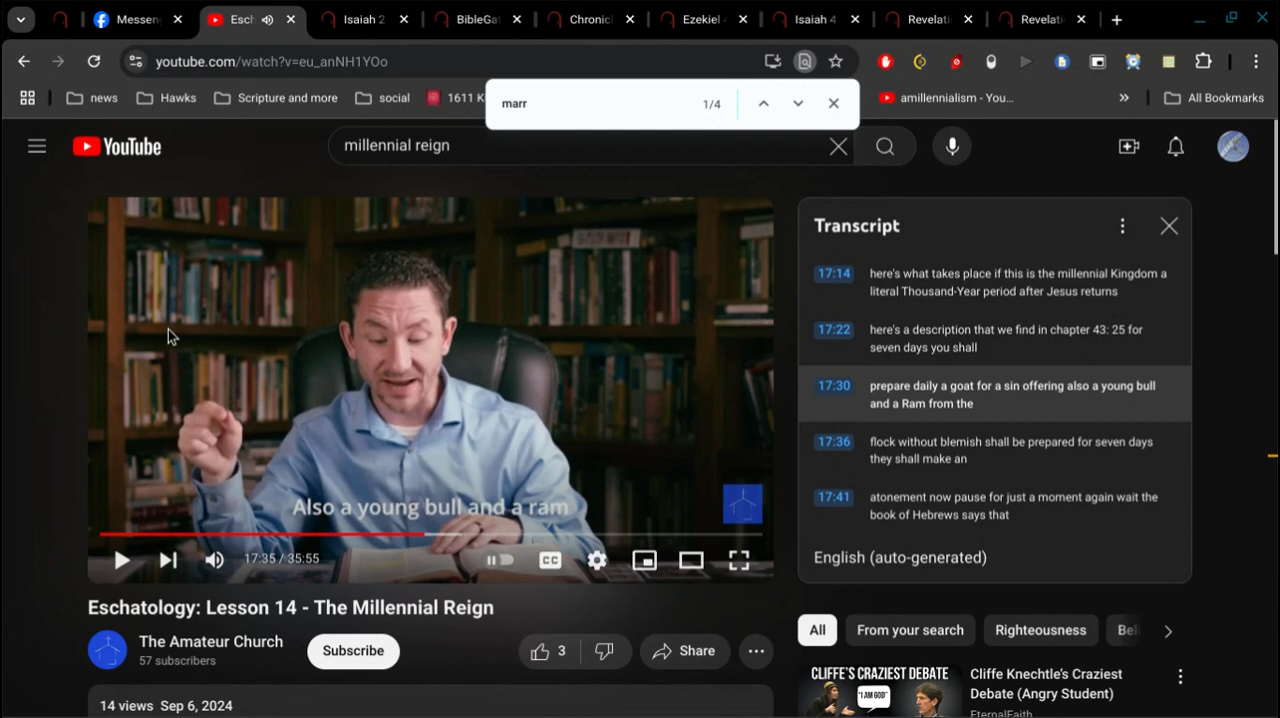 Messen
Esch
Isaiah 2
BibleGa
Chronicl
Ezekiel 4
Isaiah 4
Revelati
Revelati
youtube.com/watch?v=eu_anNH1YOo
news
Hawks
Scripture and more
social
1611 K
amillennialism - You...
All Bookmarks
marr
1/4
YouTube
millennial reign
Transcript
17:14 here's what takes place if this is the millennial Kingdom a
literal Thousand-Year period after Jesus returns
17:22 here's a description that we find in chapter 43: 25 for
seven days you shall
17:30 prepare daily a goat for a sin offering also a young bull
and a Ram from the
17:36 flock without blemish shall be prepared for seven days
they shall make an
17:41 atonement now pause for just a moment again wait the
book of Hebrews says that
English (auto-generated)
Also a young bull and a ram
17:35 / 35:55
CC
Eschatology: Lesson 14 - The Millennial Reign
The Amateur Church
57 subscribers
Subscribe
3
Share
14 views Sep 6, 2024
All
From your search
Righteousness
Bel
CLIFFE'S CRAZIEST DEBATE
"I AM GOD"
Cliffe Knechtle's Craziest
Debate (Angry Student)
EternalFaith